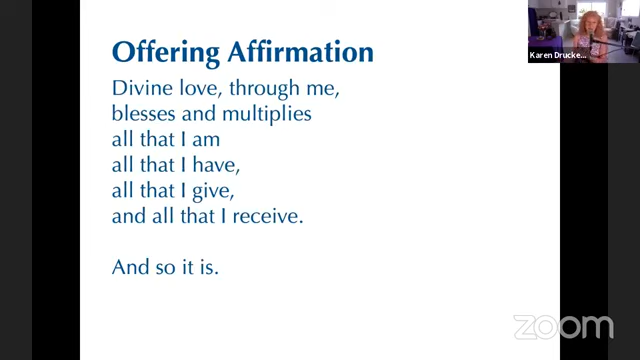 Offering Affirmation
Divine love, through me,
blesses and multiplies
all that I am
all that I have,
all that I give,
and all that I receive.
And so it is.
Karen Drucke...
zoom